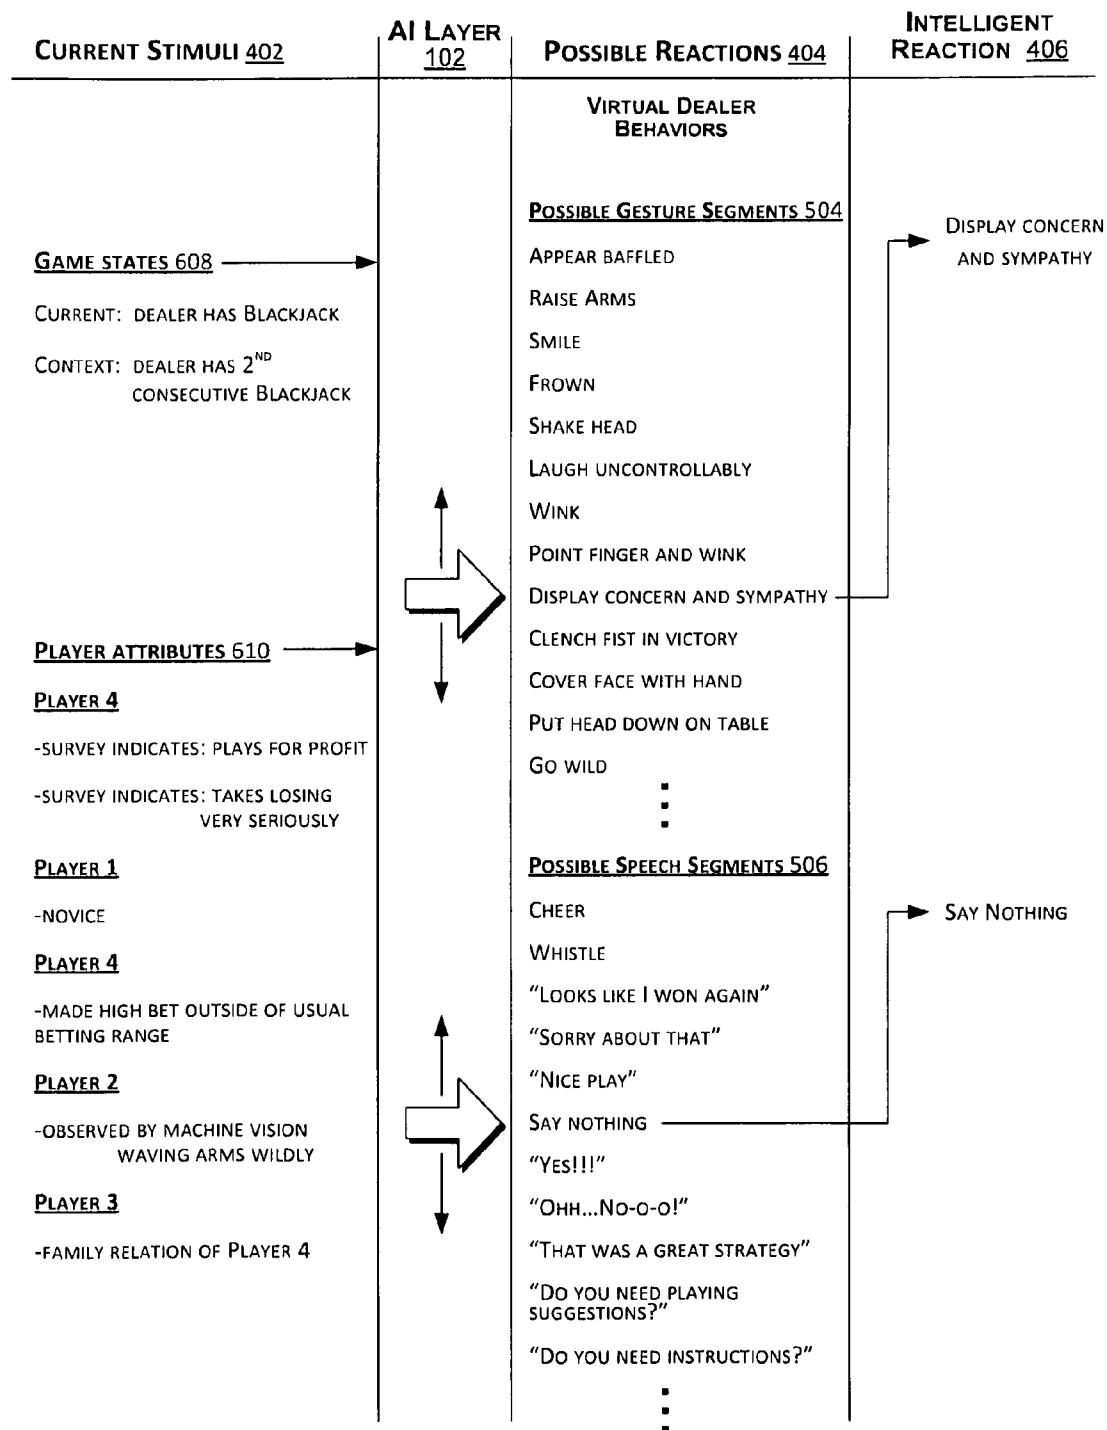 CURRENT STIMULI 402
AI LAYER
102
POSSIBLE REACTIONS 404
INTELLIGENT
REACTION 406
GAME STATES 608
CURRENT: DEALER HAS BLACKJACK
CONTEXT: DEALER HAS 2ND
CONSECUTIVE BLACKJACK
PLAYER ATTRIBUTES 610
PLAYER 4
-SURVEY INDICATES: PLAYS FOR PROFIT
-SURVEY INDICATES: TAKES LOSING
VERY SERIOUSLY
PLAYER 1
-NOVICE
PLAYER 4
-MADE HIGH BET OUTSIDE OF USUAL
BETTING RANGE
PLAYER 2
-OBSERVED BY MACHINE VISION
WAVING ARMS WILDLY
PLAYER 3
-FAMILY RELATION OF PLAYER 4
VIRTUAL DEALER
BEHAVIORS
POSSIBLE GESTURE SEGMENTS 504
APPEAR BAFFLED
RAISE ARMS
SMILE
FROWN
SHAKE HEAD
LAUGH UNCONTROLLABLY
WINK
POINT FINGER AND WINK
DISPLAY CONCERN AND SYMPATHY
CLENCH FIST IN VICTORY
COVER FACE WITH HAND
PUT HEAD DOWN ON TABLE
GO WILD
POSSIBLE SPEECH SEGMENTS 506
CHEER
WHISTLE
"LOOKS LIKE I WON AGAIN"
"SORRY ABOUT THAT"
"NICE PLAY"
SAY NOTHING
"YES!!!"
"OHH...NO-O-O!"
"THAT WAS A GREAT STRATEGY"
"DO YOU NEED PLAYING
SUGGESTIONS?"
"DO YOU NEED INSTRUCTIONS?"
DISPLAY CONCERN
AND SYMPATHY
SAY NOTHING